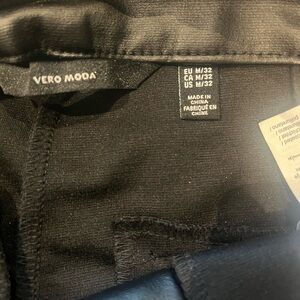 VERO MODA
EU M/32
CA M/32
US M/32
MADE IN
CHINA
FABRIQUÉ EN
CHINE